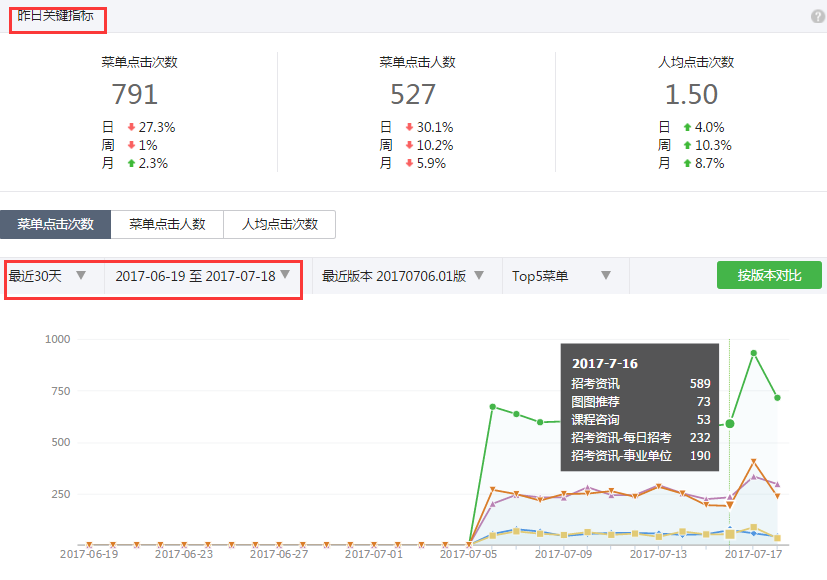 昨日关键指标
?
菜单点击次数 菜单点击人数 人均点击次数
791 527 1.50
日 27.3% 日 30.1% 日 4.0%
周 1% 周 10.2% 周 10.3%
月 2.3% 月 5.9% 月 8.7%
菜单点击次数 菜单点击人数 人均点击次数
最近30天 2017-06-19 至 2017-07-18 最近版本 20170706.01版 Top5菜单 按版本对比
1000
750
500
250
2017-7-16
招考资讯 589
图图推荐 73
课程咨询 53
招考资讯-每日招考 232
招考资讯-事业单位 190
2017-06-19 2017-06-23 2017-06-27 2017-07-01 2017-07-05 2017-07-09 2017-07-13 2017-07-17